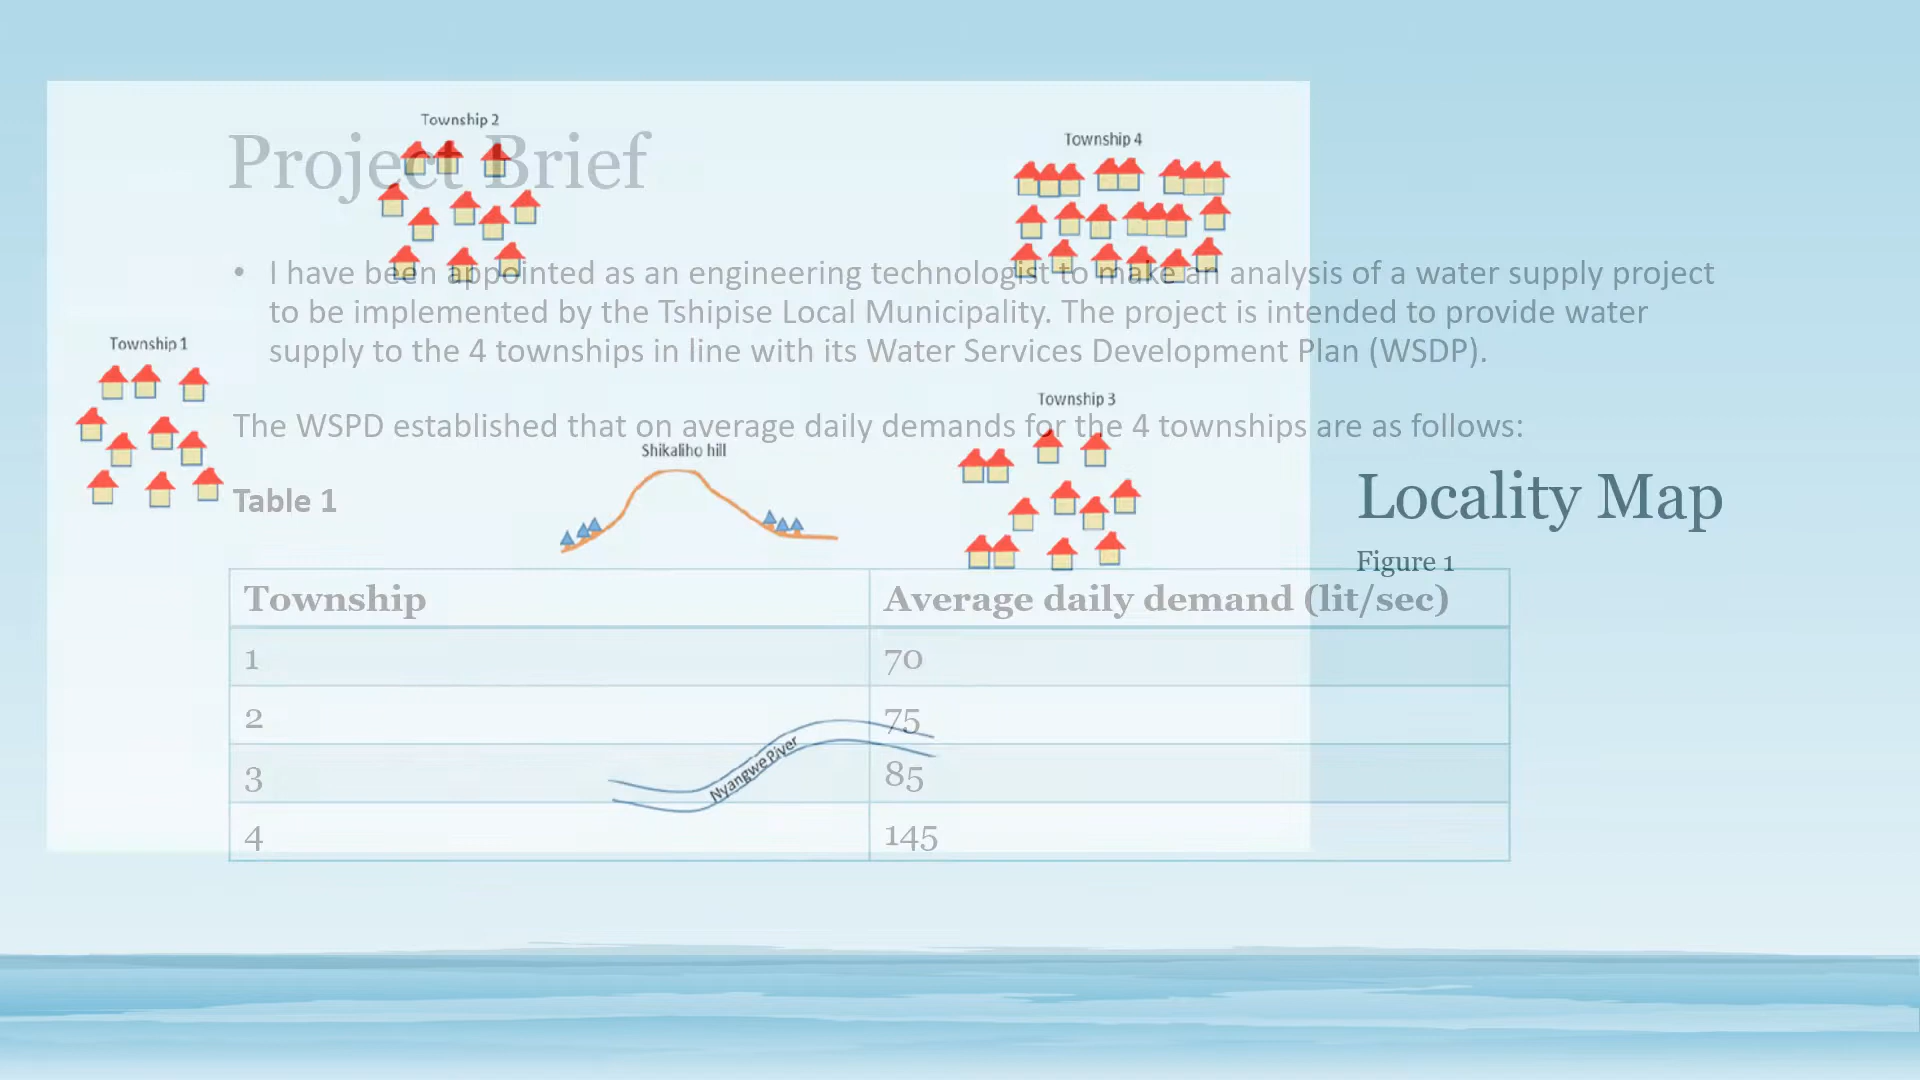 Project Brief
• I have been appointed as an engineering technologist to make an analysis of a water supply project
to be implemented by the Tshipise Local Municipality. The project is intended to provide water
supply to the 4 townships in line with its Water Services Development Plan (WSDP).
The WSPD established that on average daily demands for the 4 townships are as follows:
Table 1
Township Average daily demand (lit/sec)
1 70
2 75
3 85
4 145
Township 2
Township 4
Township 1
Township 3
Shikaliho hill
Nyangwe River
Locality Map
Figure 1